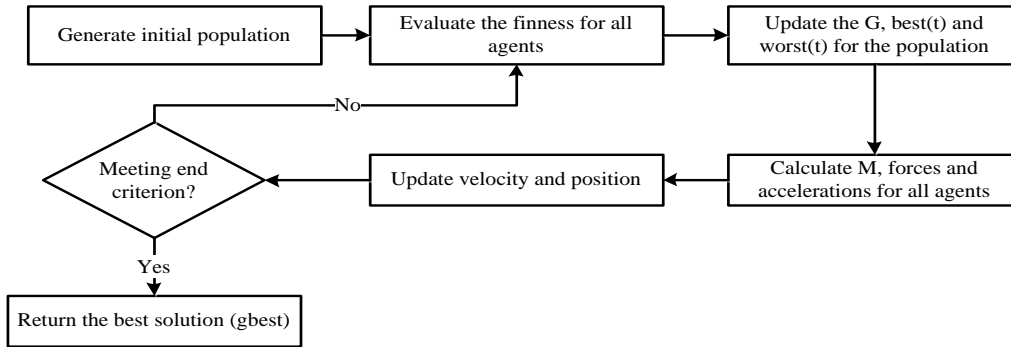 Generate initial population
Evaluate the finness for all
agents
Update the G, best(t) and
worst(t) for the population
No
Meeting end
criterion?
Update velocity and position
Calculate M, forces and
accelerations for all agents
Yes
Return the best solution (gbest)